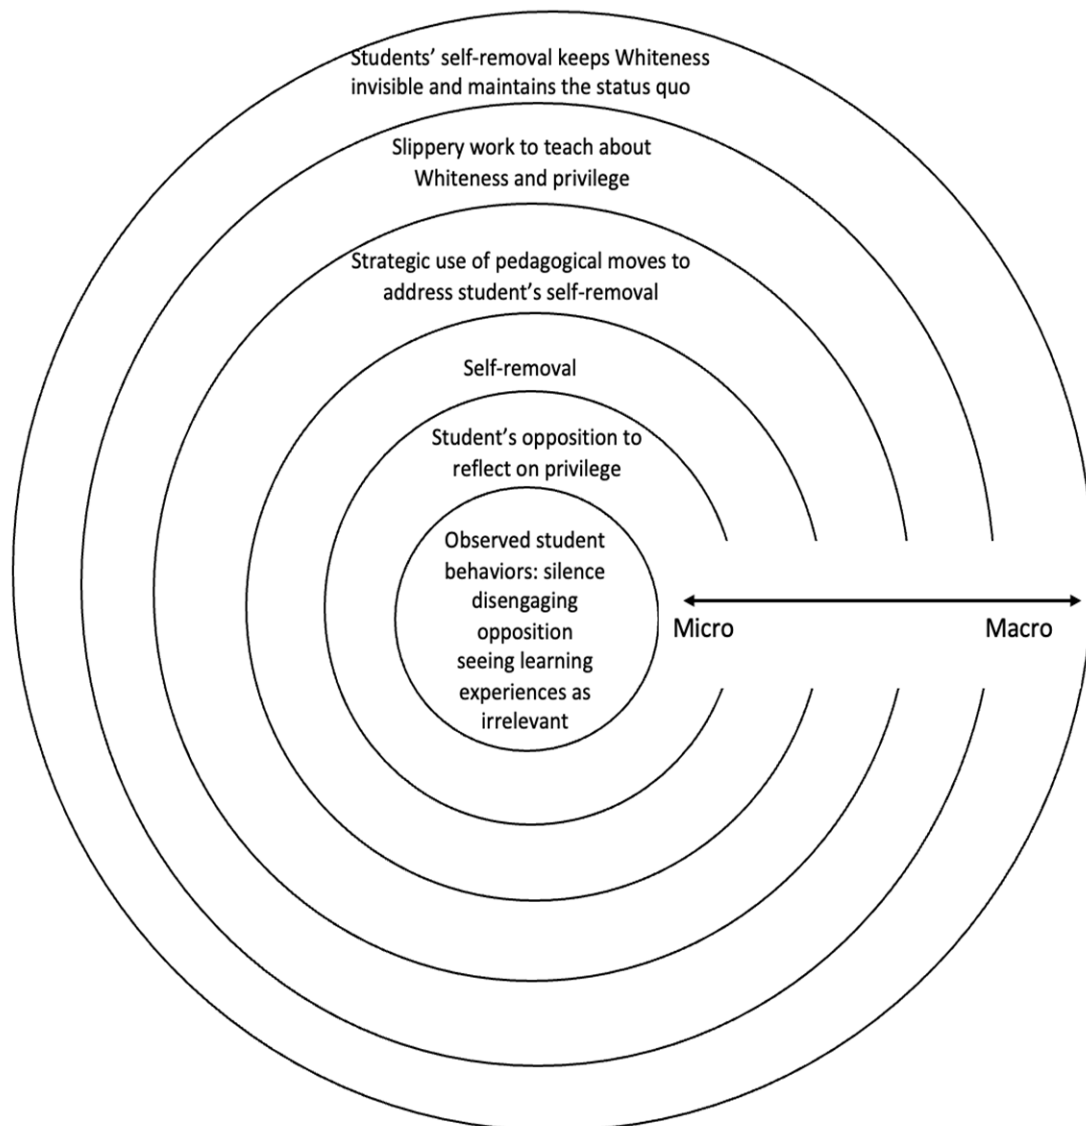 Students’ self-removal keeps Whiteness
invisible and maintains the status quo
Slippery work to teach about
Whiteness and privilege
Strategic use of pedagogical moves to
address student’s self-removal
Self-removal
Student’s opposition to
reflect on privilege
Observed student
behaviors: silence
disengaging
opposition
seeing learning
experiences as
irrelevant
Micro
Macro